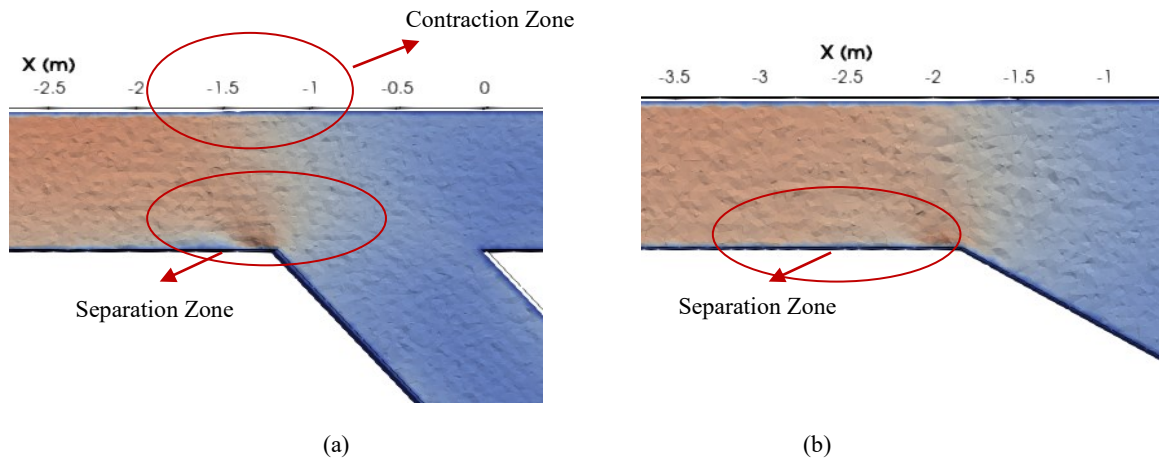 Contraction Zone
X (m)
-2.5 -2 -1.5 -1 -0.5 0
Separation Zone
(a)
X (m)
-3.5 -3 -2.5 -2 -1.5 -1
Separation Zone
(b)